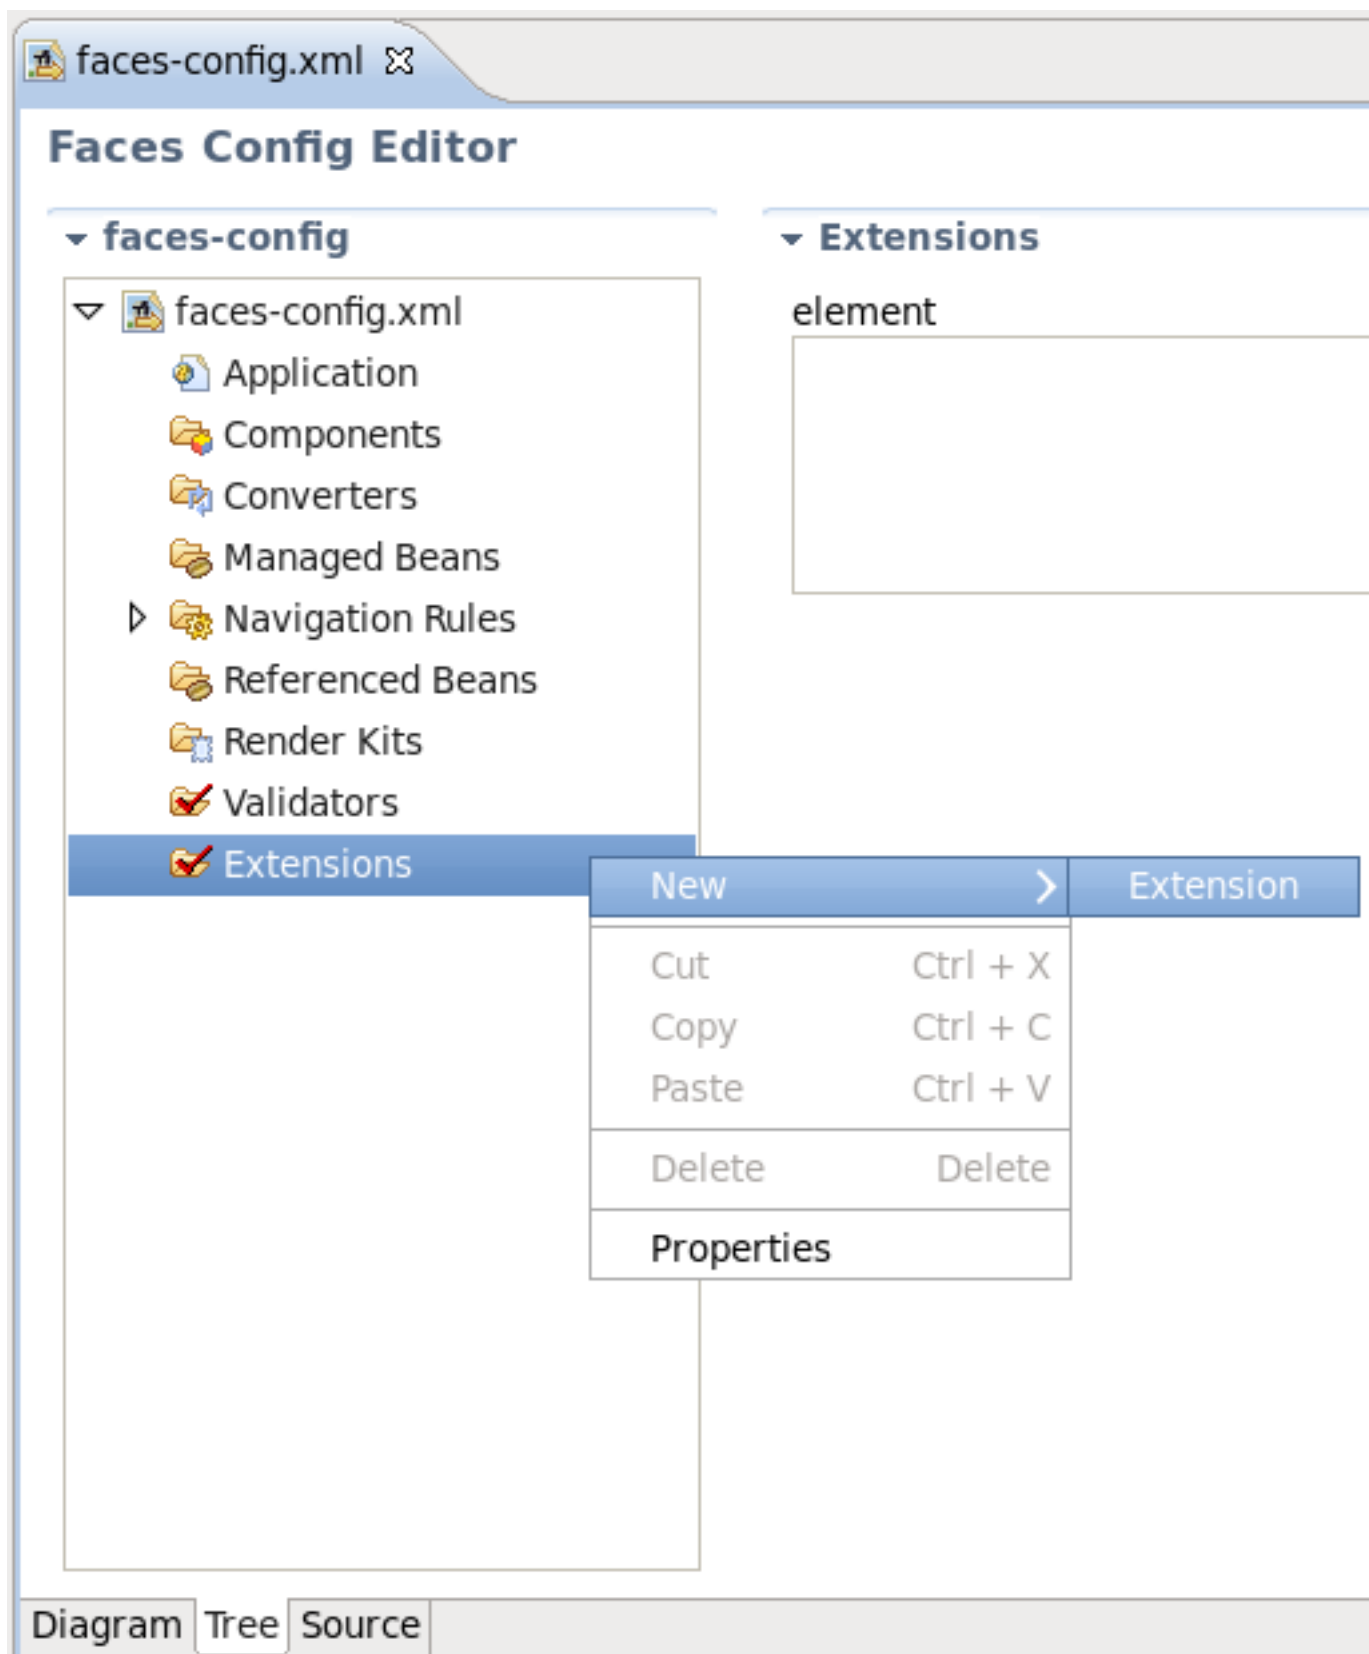 faces-config.xml
Faces Config Editor
faces-config
Extensions
faces-config.xml
element
Application
Components
Converters
Managed Beans
Navigation Rules
Referenced Beans
Render Kits
Validators
Extensions
New
Extension
Cut Ctrl + X
Copy Ctrl + C
Paste Ctrl + V
Delete Delete
Properties
Diagram Tree Source